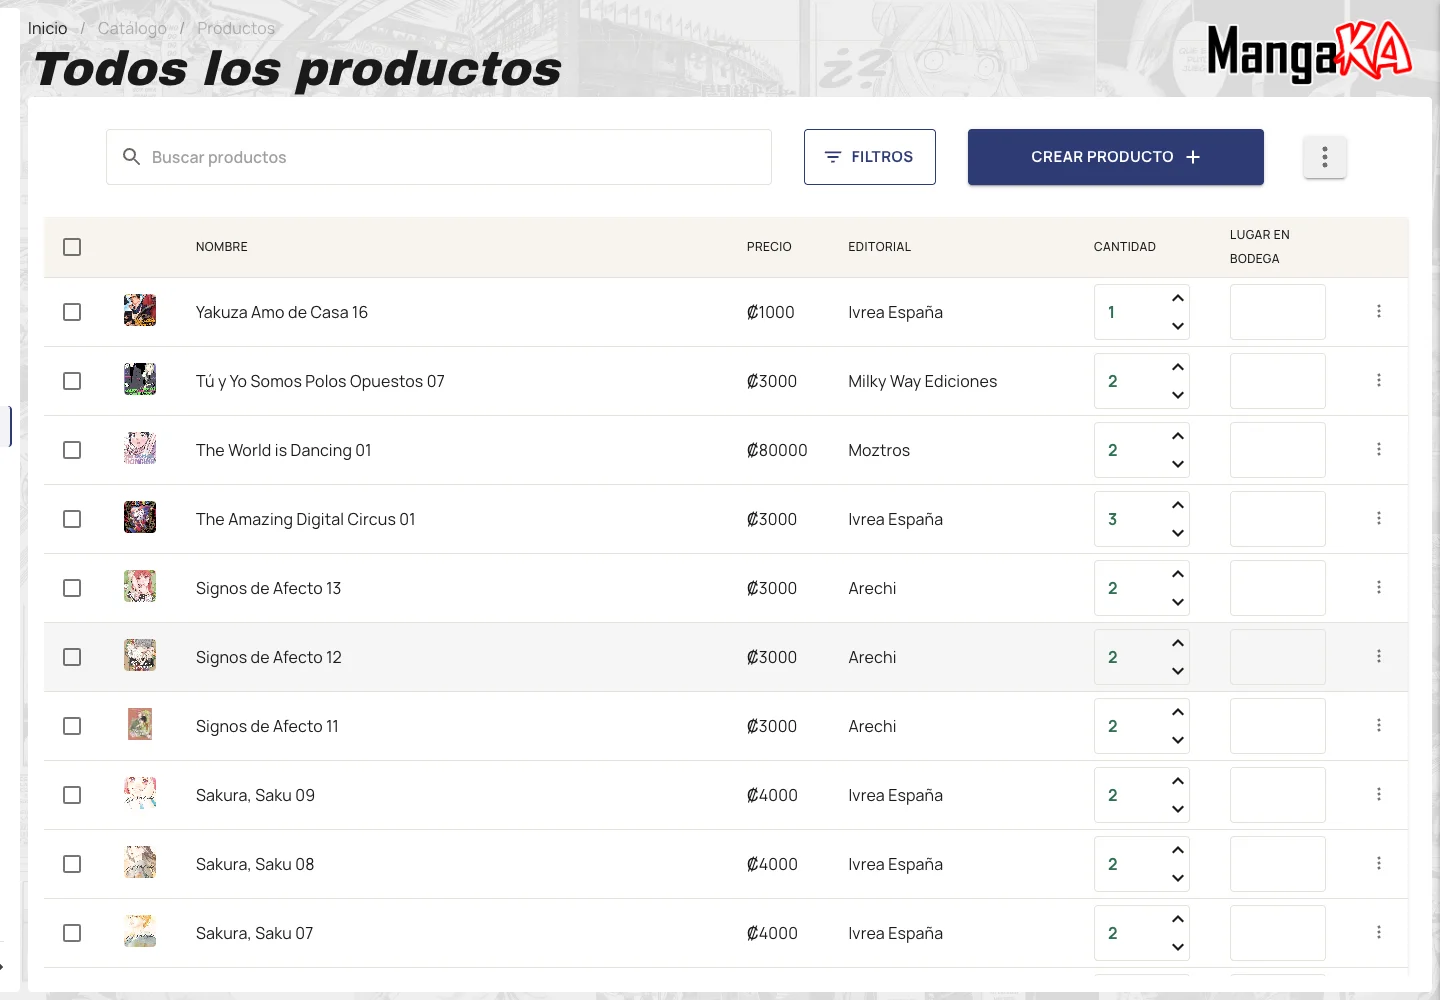 Inicio / Catálogo / Productos
Todos los productos
MangaKA
Buscar productos
FILTROS
CREAR PRODUCTO +
NOMBRE PRECIO EDITORIAL CANTIDAD LUGAR EN BODEGA
Yakuza Amo de Casa 16 ₡1000 Ivrea España 1
Tú y Yo Somos Polos Opuestos 07 ₡3000 Milky Way Ediciones 2
The World is Dancing 01 ₡80000 Moztros 2
The Amazing Digital Circus 01 ₡3000 Ivrea España 3
Signos de Afecto 13 ₡3000 Arechi 2
Signos de Afecto 12 ₡3000 Arechi 2
Signos de Afecto 11 ₡3000 Arechi 2
Sakura, Saku 09 ₡4000 Ivrea España 2
Sakura, Saku 08 ₡4000 Ivrea España 2
Sakura, Saku 07 ₡4000 Ivrea España 2